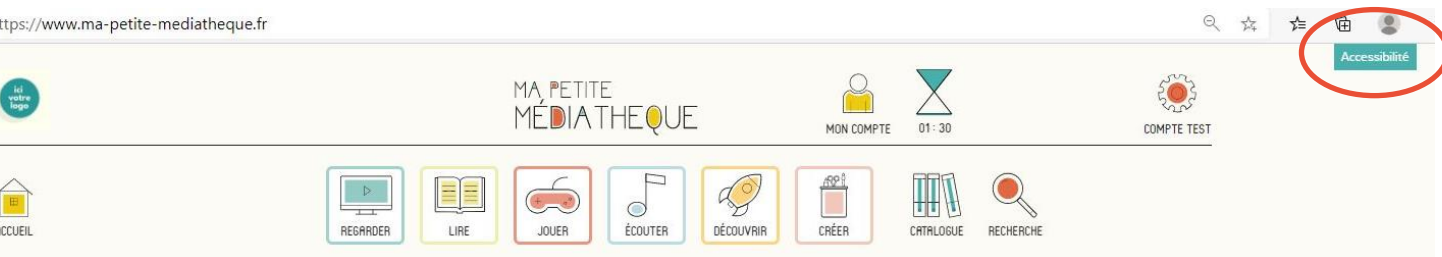 ttps://www.ma-petite-mediatheque.fr
Accessibilité
ici
votre
logo
MA PETITE
MÉDIATHEQUE
MON COMPTE
01:30
COMPTE TEST
CCUEIL
REGARDER
LIRE
JOUER
ÉCOUTER
DÉCOUVRIR
CRÉER
CATALOGUE
RECHERCHE